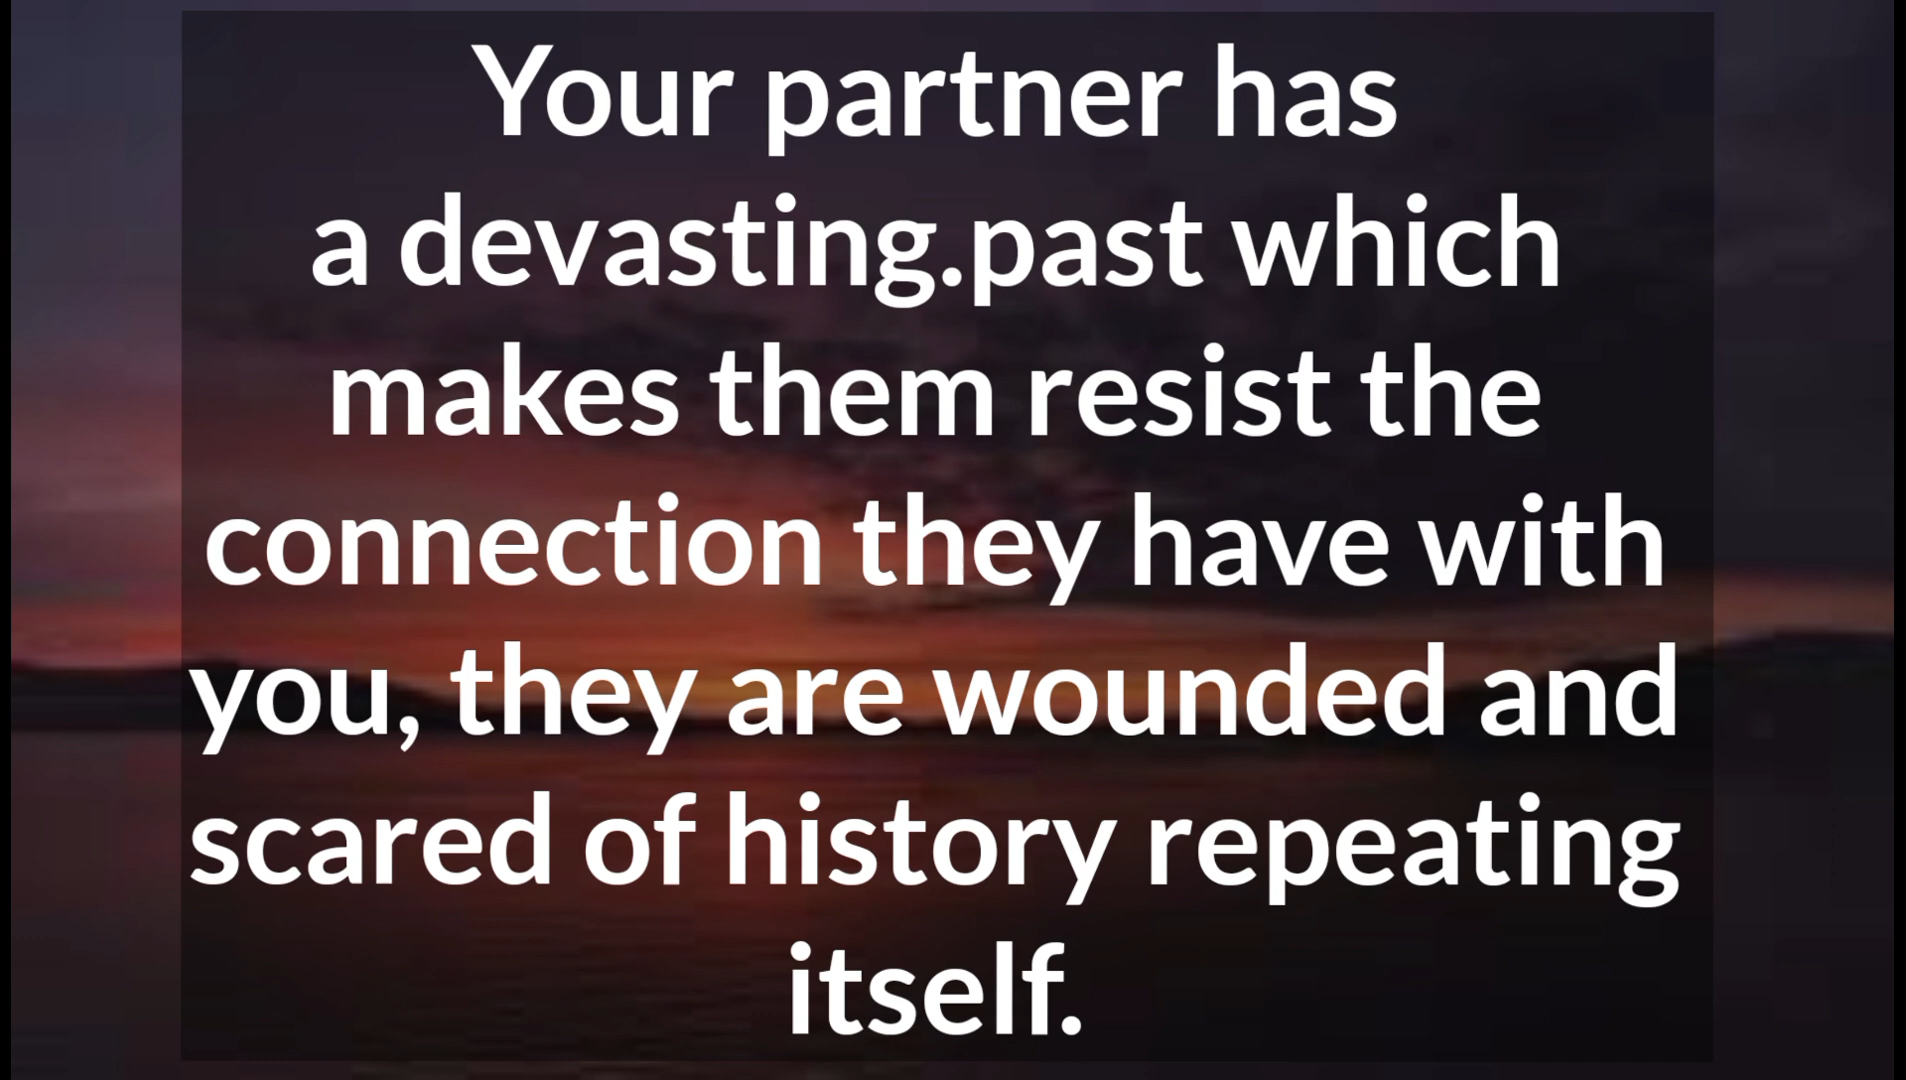 Your partner has
a devasting.past which
makes them resist the
connection they have with
you, they are wounded and
scared of history repeating
itself.